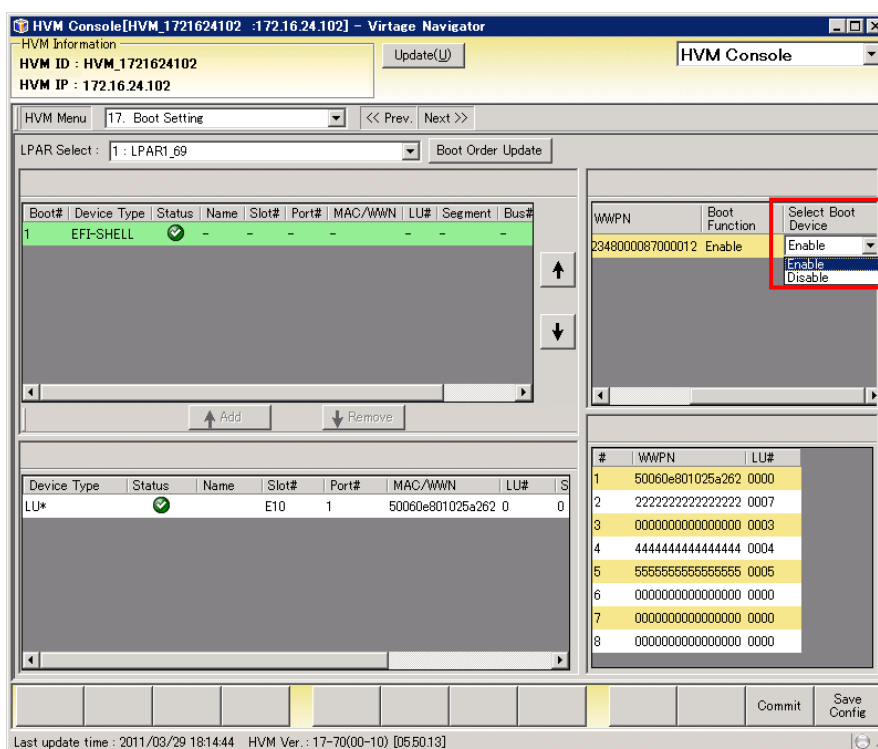 HVM Console[HVM_1721624102 :172.16.24.102] - Virtage Navigator
HVM Information
HVM ID : HVM_1721624102
HVM IP : 172.16.24.102
Update(U)
HVM Console
HVM Menu 17. Boot Setting << Prev. Next >>
LPAR Select : 1 : LPAR1_69 Boot Order Update
Boot# Device Type Status Name Slot# Port# MAC/WWN LU# Segment Bus#
1 EFI-SHELL - - - - - - -
Add Remove
Device Type Status Name Slot# Port# MAC/WWN LU# S
LU* E10 1 50060e801025a262 0 0
WWPN Boot Function Select Boot Device
2348000087000012 Enable Enable
Enable
Disable
# WWPN LU#
1 50060e801025a262 0000
2 2222222222222222 0007
3 0000000000000000 0003
4 4444444444444444 0004
5 5555555555555555 0005
6 0000000000000000 0000
7 0000000000000000 0000
8 0000000000000000 0000
Commit Save Config
Last update time : 2011/03/29 18:14:44 HVM Ver. : 17-70(00-10) [0550.13]